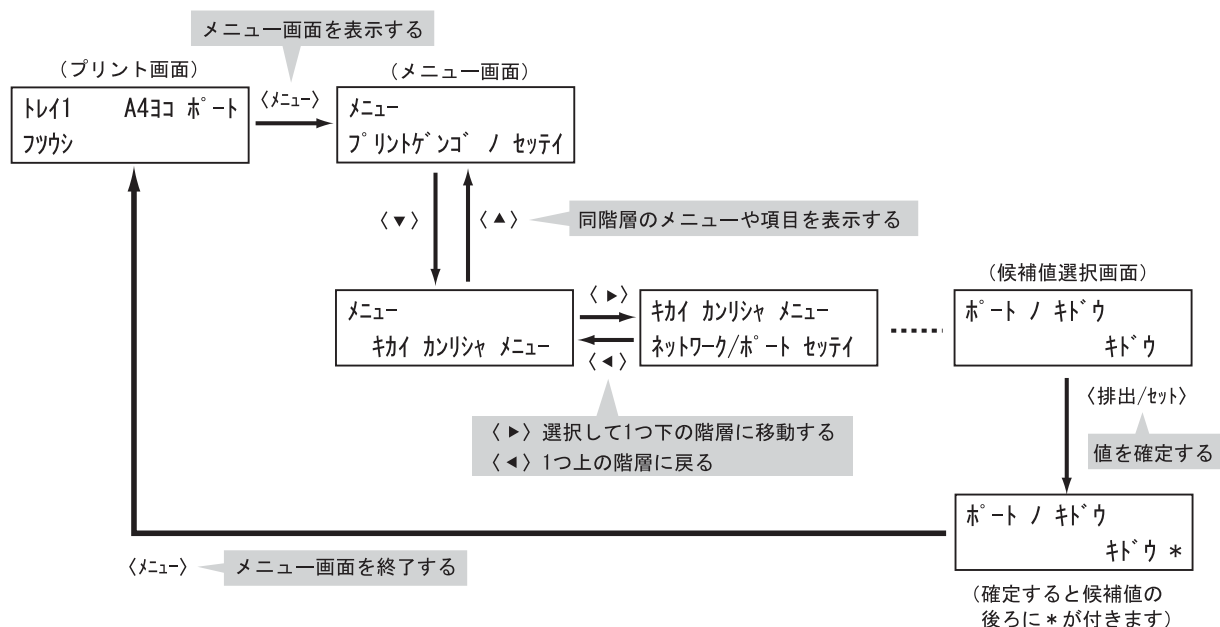 メニュー画面を表示する
（プリント画面）
ﾄﾚｲ1 A4ﾖｺ ﾎﾟｰﾄ
ﾌﾂｳｼ
〈ﾒﾆｭｰ〉
（メニュー画面）
ﾒﾆｭｰ
ﾌﾟﾘﾝﾄｹﾞﾝｺﾞ ﾉ ｾｯﾃｲ
〈▼〉
〈▲〉
同階層のメニューや項目を表示する
ﾒﾆｭｰ
ｷｶｲ ｶﾝﾘｼｬ ﾒﾆｭｰ
〈▶〉
〈◀〉
ｷｶｲ ｶﾝﾘｼｬ ﾒﾆｭｰ
ﾈｯﾄﾜｰｸ/ﾎﾟｰﾄ ｾｯﾃｲ
〈▶〉選択して1つ下の階層に移動する
〈◀〉1つ上の階層に戻る
（候補値選択画面）
ﾎﾟｰﾄ ﾉ ｷﾄﾞｳ
ｷﾄﾞｳ
〈排出/ｾｯﾄ〉
値を確定する
ﾎﾟｰﾄ ﾉ ｷﾄﾞｳ
ｷﾄﾞｳ *
（確定すると候補値の
後ろに*が付きます）
〈ﾒﾆｭｰ〉
メニュー画面を終了する